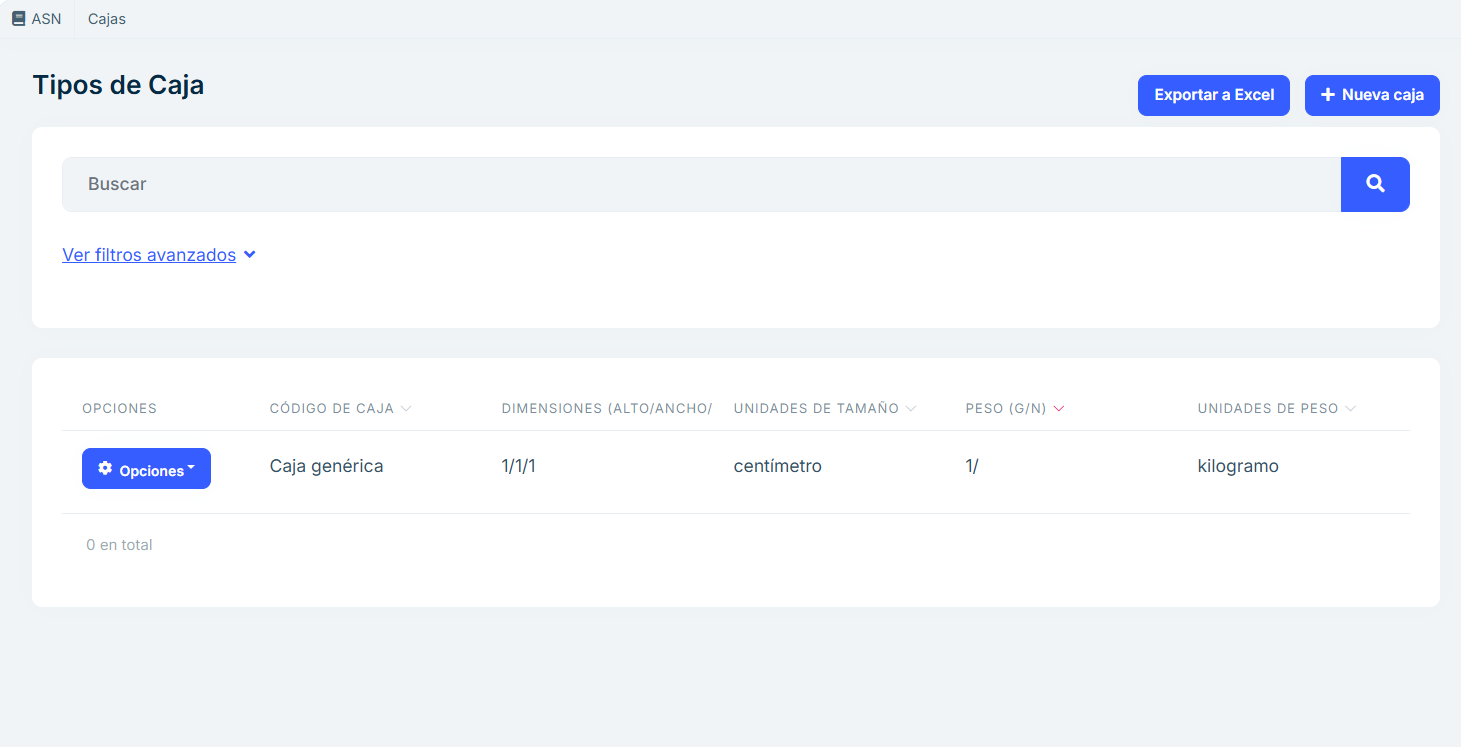 ASN Cajas
Tipos de Caja
Exportar a Excel Nueva caja
Buscar
Ver filtros avanzados
OPCIONES CÓDIGO DE CAJA DIMENSIONES (ALTO/ANCHO/ UNIDADES DE TAMAÑO PESO (G/N) UNIDADES DE PESO
Opciones Caja genérica 1/1/1 centímetro 1/ kilogramo
0 en total